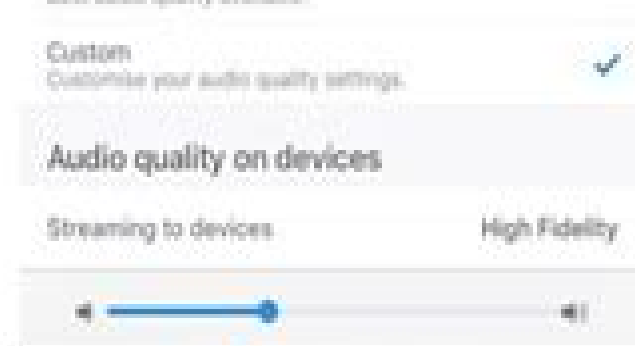 Custom
Customise your audio quality settings.
Audio quality on devices
Streaming to devices
High Fidelity